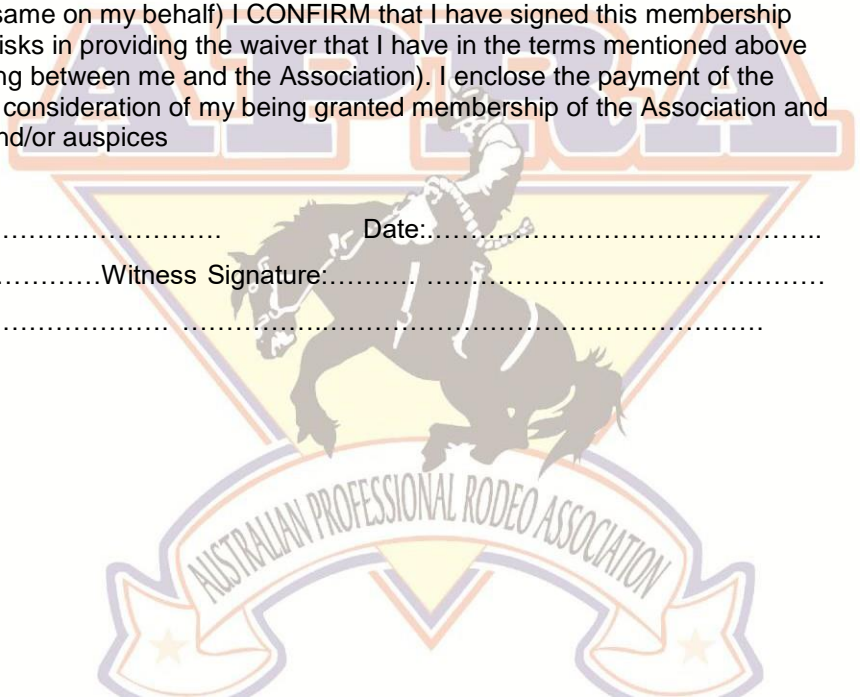 same on my behalf) I CONFIRM that I have signed this membership
isks in providing the waiver that I have in the terms mentioned above
ng between me and the Association). I enclose the payment of the
consideration of my being granted membership of the Association and
nd/or auspices
APRA
……………………. Date:……………………………………..
…………Witness Signature:………. ………………………………………
………………. …………………………………………………………
AUSTRALIAN PROFESSIONAL RODEO ASSOCIATION